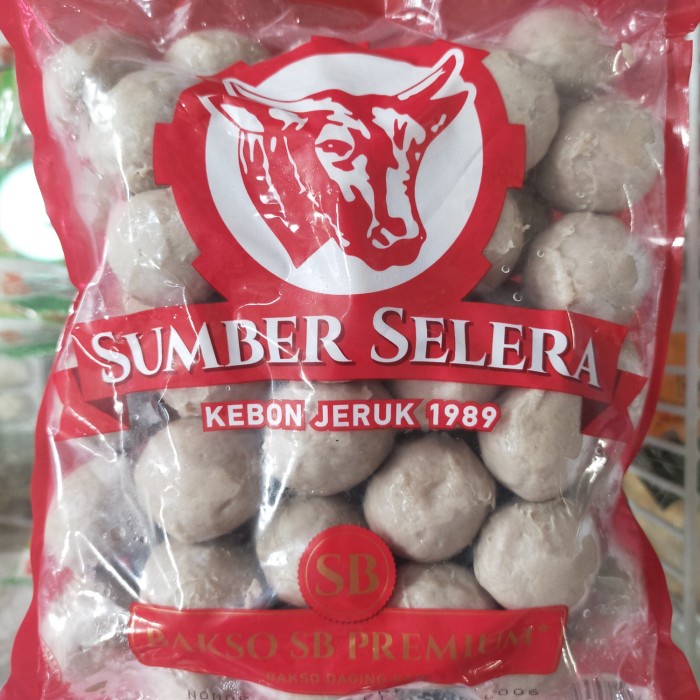 SUMBER SELERA
KEBON JERUK 1989
SB
BAKSO SB PREMIUM
BAKSO DAGING